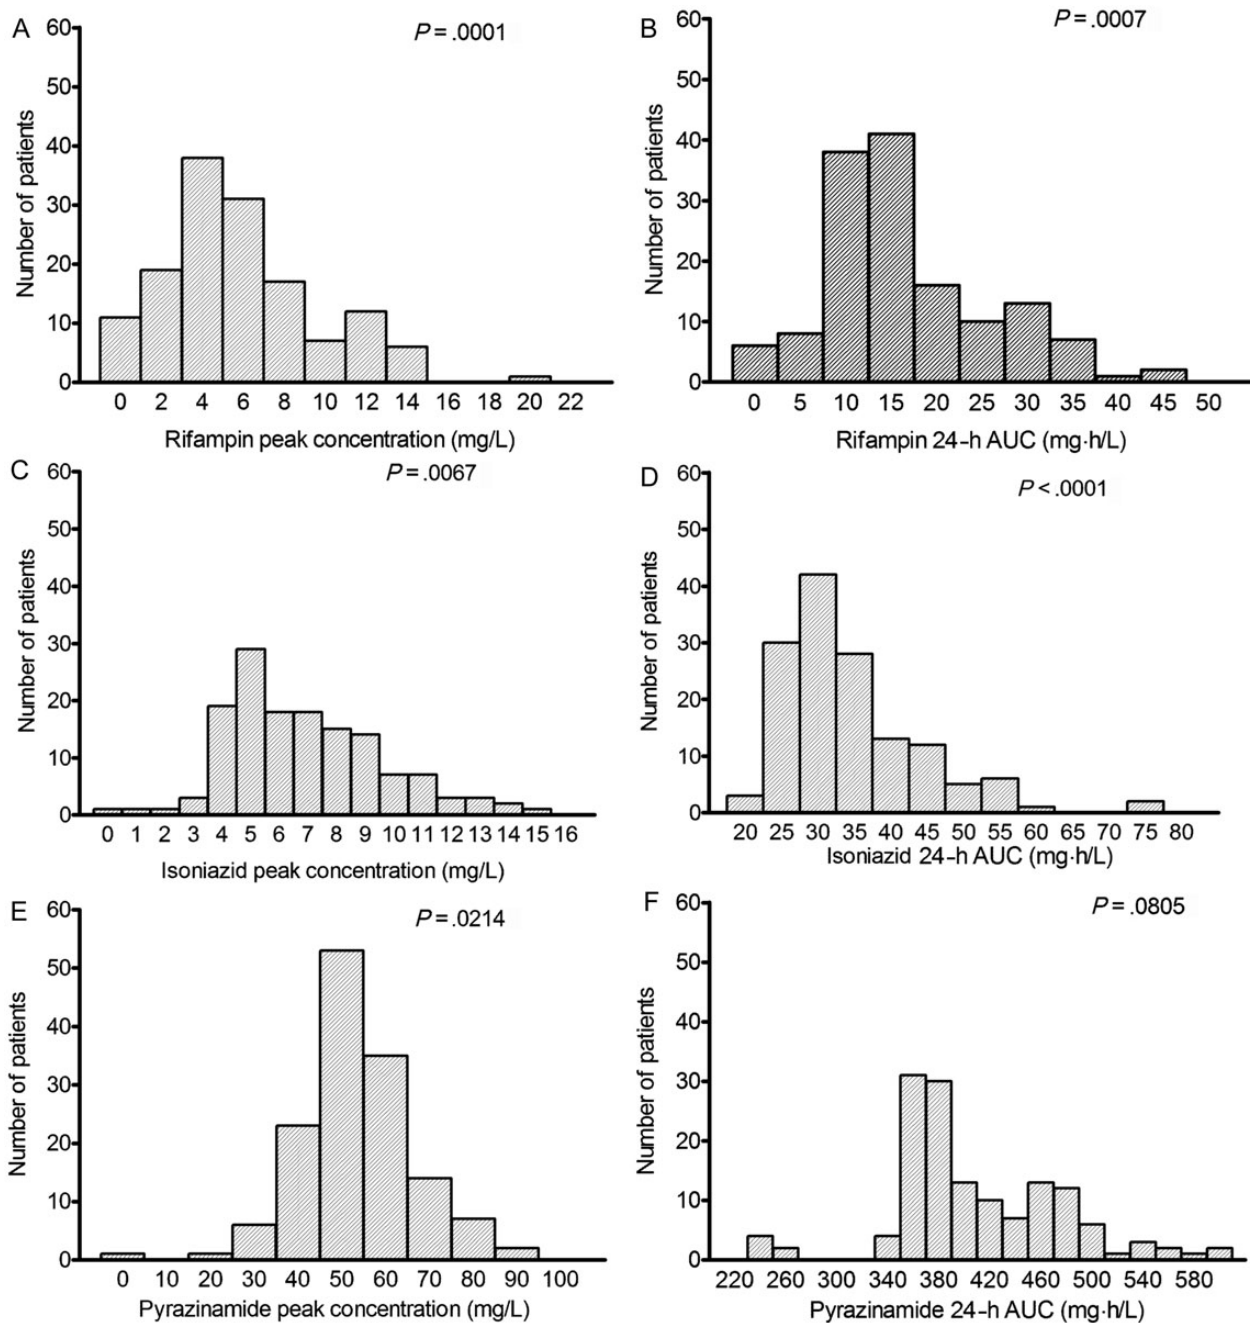 A
P = .0001
60
50
40
30
20
10
0
Number of patients
0 2 4 6 8 10 12 14 16 18 20 22
Rifampin peak concentration (mg/L)
B
P = .0007
60
50
40
30
20
10
0
Number of patients
0 5 10 15 20 25 30 35 40 45 50
Rifampin 24-h AUC (mg·h/L)
C
P = .0067
60
50
40
30
20
10
0
Number of patients
0 1 2 3 4 5 6 7 8 9 10 11 12 13 14 15 16
Isoniazid peak concentration (mg/L)
D
P < .0001
60
50
40
30
20
10
0
Number of patients
20 25 30 35 40 45 50 55 60 65 70 75 80
Isoniazid 24-h AUC (mg·h/L)
E
P = .0214
60
50
40
30
20
10
0
Number of patients
0 10 20 30 40 50 60 70 80 90 100
Pyrazinamide peak concentration (mg/L)
F
P = .0805
60
50
40
30
20
10
0
Number of patients
220 260 300 340 380 420 460 500 540 580
Pyrazinamide 24-h AUC (mg·h/L)